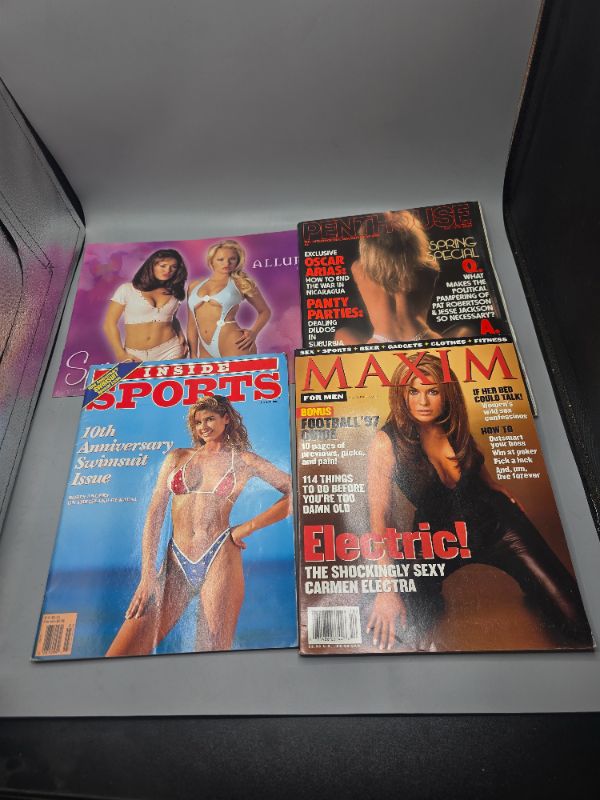 ALLU
S
PENTHOUSE
SPRING
SPECIAL
EXCLUSIVE
OSCAR
ARIAS:
HOW TO END
THE WAR IN
NICARAGUA
PANTY
PARTIES:
DEALING
DILDOS
IN
SUBURBIA
Q.
WHAT
MAKES THE
POLITICAL
PAMPERING OF
PAT ROBERTSON
& JESSE JACKSON
SO NECESSARY?
A.
INSIDE
SPORTS
10th
Anniversary
Swimsuit
Issue
SEX • SPORTS • BEER • GADGETS • CLOTHES • FITNESS
MAXIM
FOR MEN
BONUS
FOOTBALL '97
GUIDE
10 pages of
previews, picks,
and pain!
114 THINGS
TO DO BEFORE
YOU'RE TOO
DAMN OLD
IF HER BED
COULD TALK!
Women's
wild sex
confessions
HOW TO
Outsmart
your boss
Win at poker
Pick a lock
And, um,
Live forever
Electric!
THE SHOCKINGLY SEXY
CARMEN ELECTRA